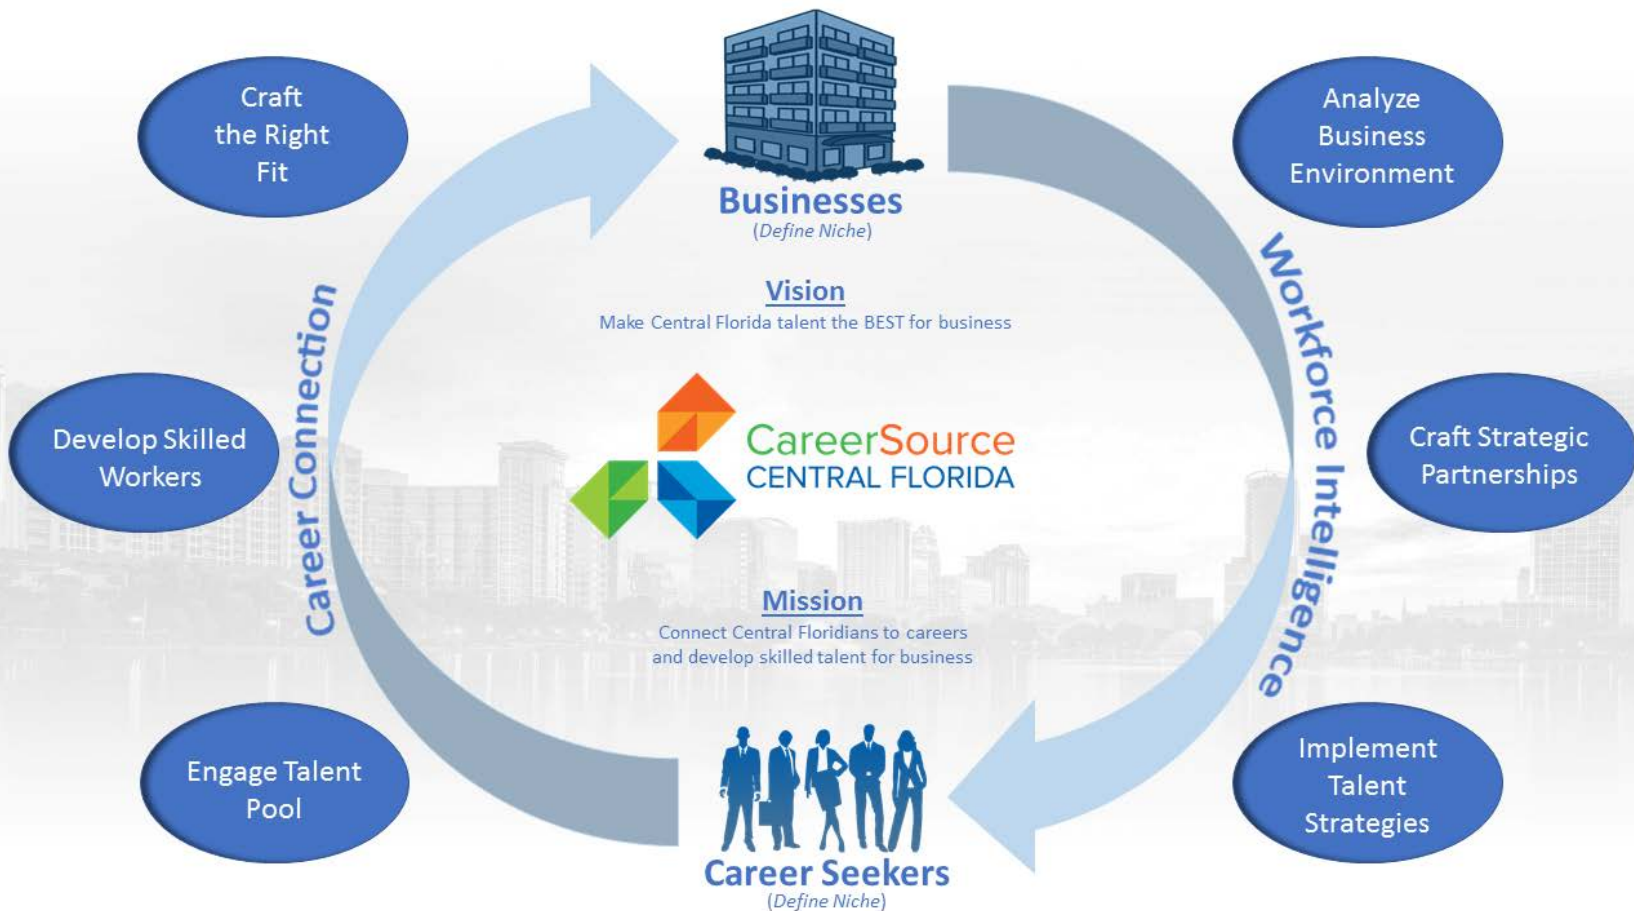 Craft
the Right
Fit
Businesses
(Define Niche)
Analyze
Business
Environment
Vision
Make Central Florida talent the BEST for business
Career Connection
Workforce Intelligence
Develop Skilled
Workers
CareerSource
CENTRAL FLORIDA
Craft Strategic
Partnerships
Mission
Connect Central Floridians to careers
and develop skilled talent for business
Engage Talent
Pool
Career Seekers
(Define Niche)
Implement
Talent
Strategies